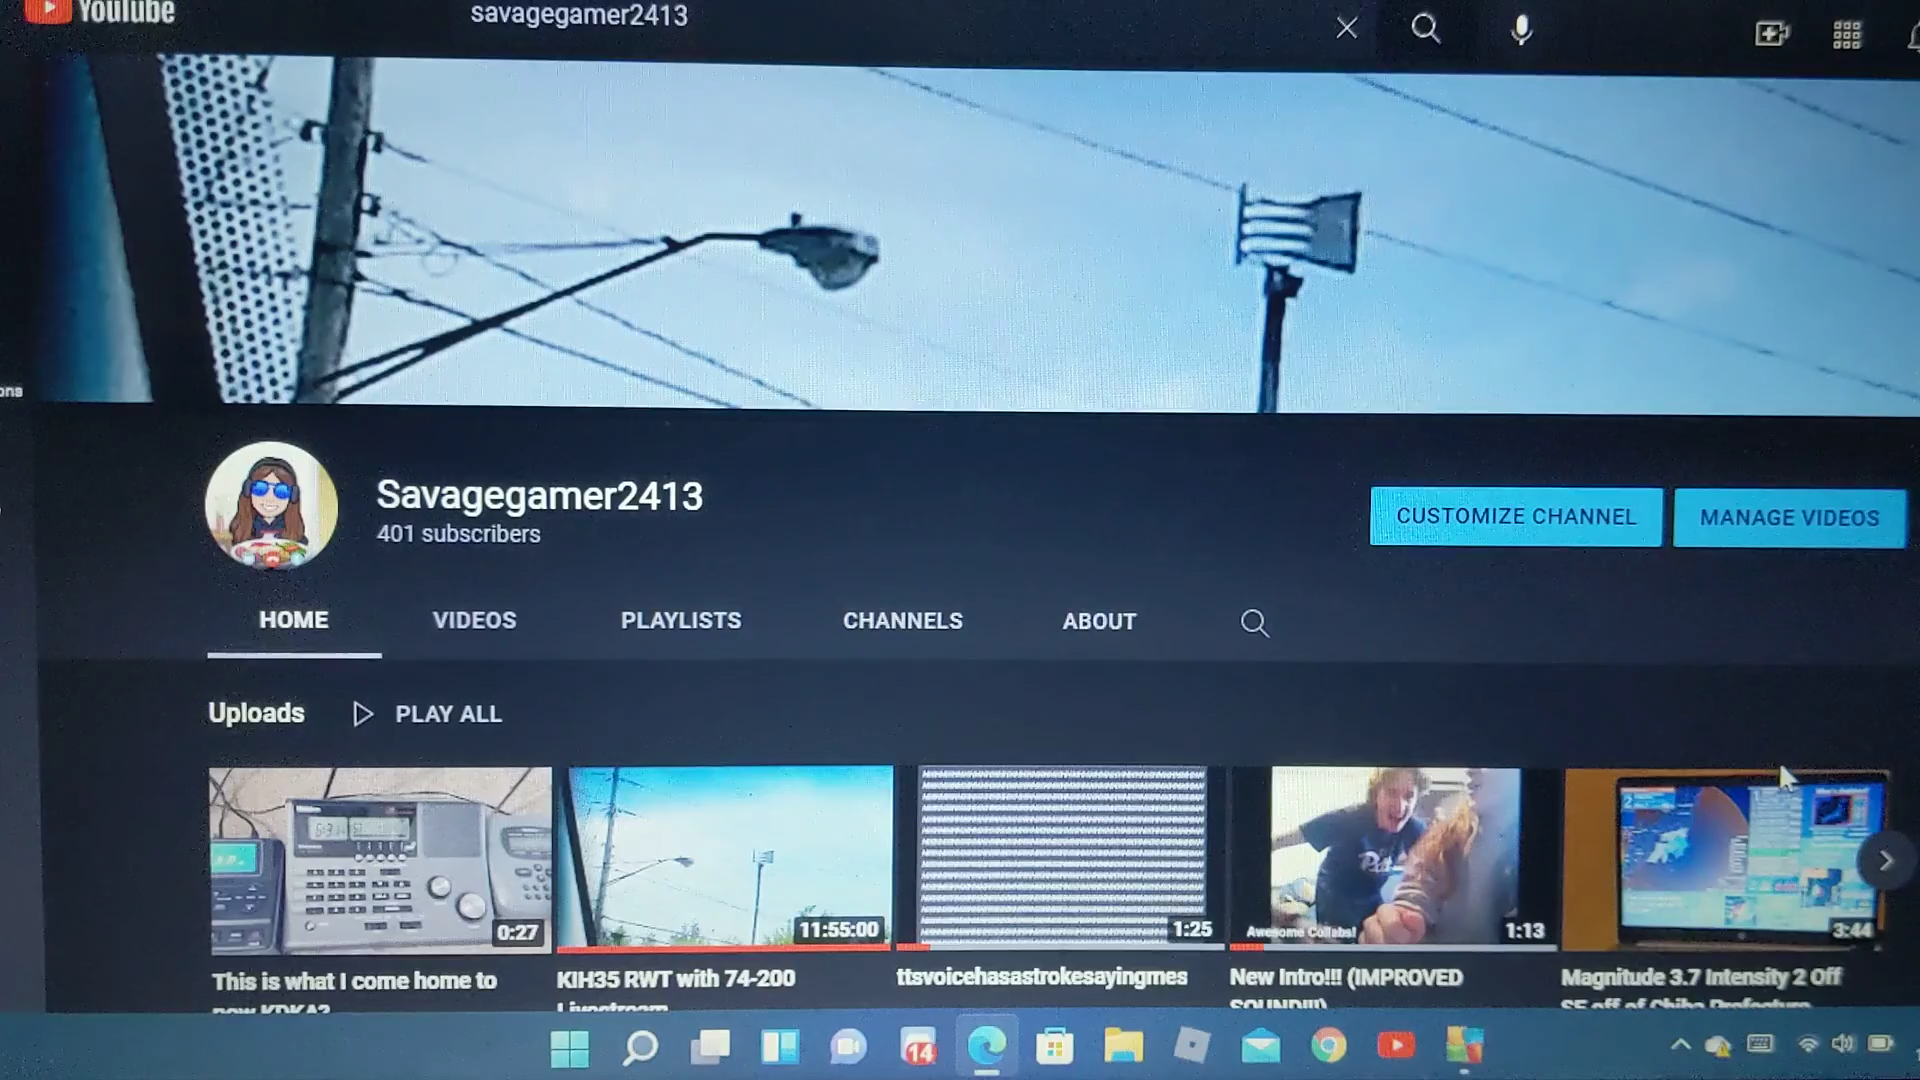 YouTube
savagegamer2413
ons
Savagegamer2413
401 subscribers
CUSTOMIZE CHANNEL
MANAGE VIDEOS
HOME
VIDEOS
PLAYLISTS
CHANNELS
ABOUT
Uploads
PLAY ALL
0:27
11:55:00
1:25
Awesome Collabs!
1:13
3:44
This is what I come home to
now KDKA?
KIH35 RWT with 74-200
Livestream
ttsvoicehasastrokesayingmes
New Intro!!! (IMPROVED
SOUND!!!)
Magnitude 3.7 Intensity 2 Off
SE off of Chiba Prefecture
14